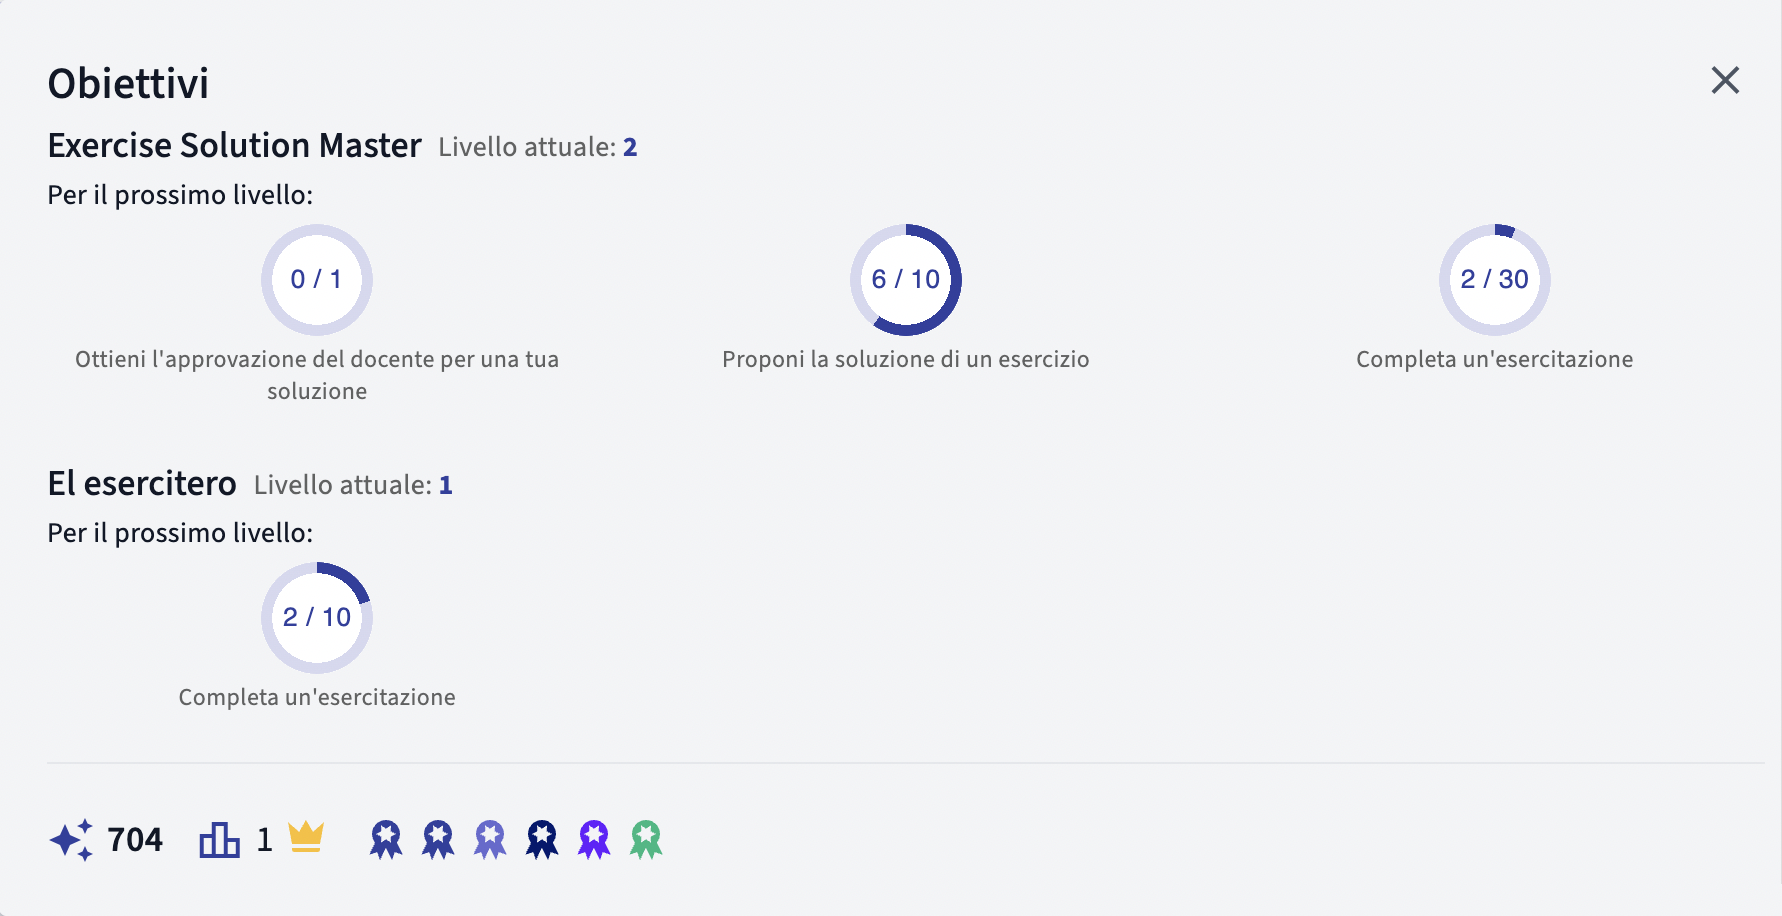 Obiettivi
Exercise Solution Master Livello attuale: 2
Per il prossimo livello:
0 / 1
6 / 10
2 / 30
Ottieni l'approvazione del docente per una tua
soluzione
Proponi la soluzione di un esercizio
Completa un'esercitazione
El esercitero Livello attuale: 1
Per il prossimo livello:
2 / 10
Completa un'esercitazione
704 1